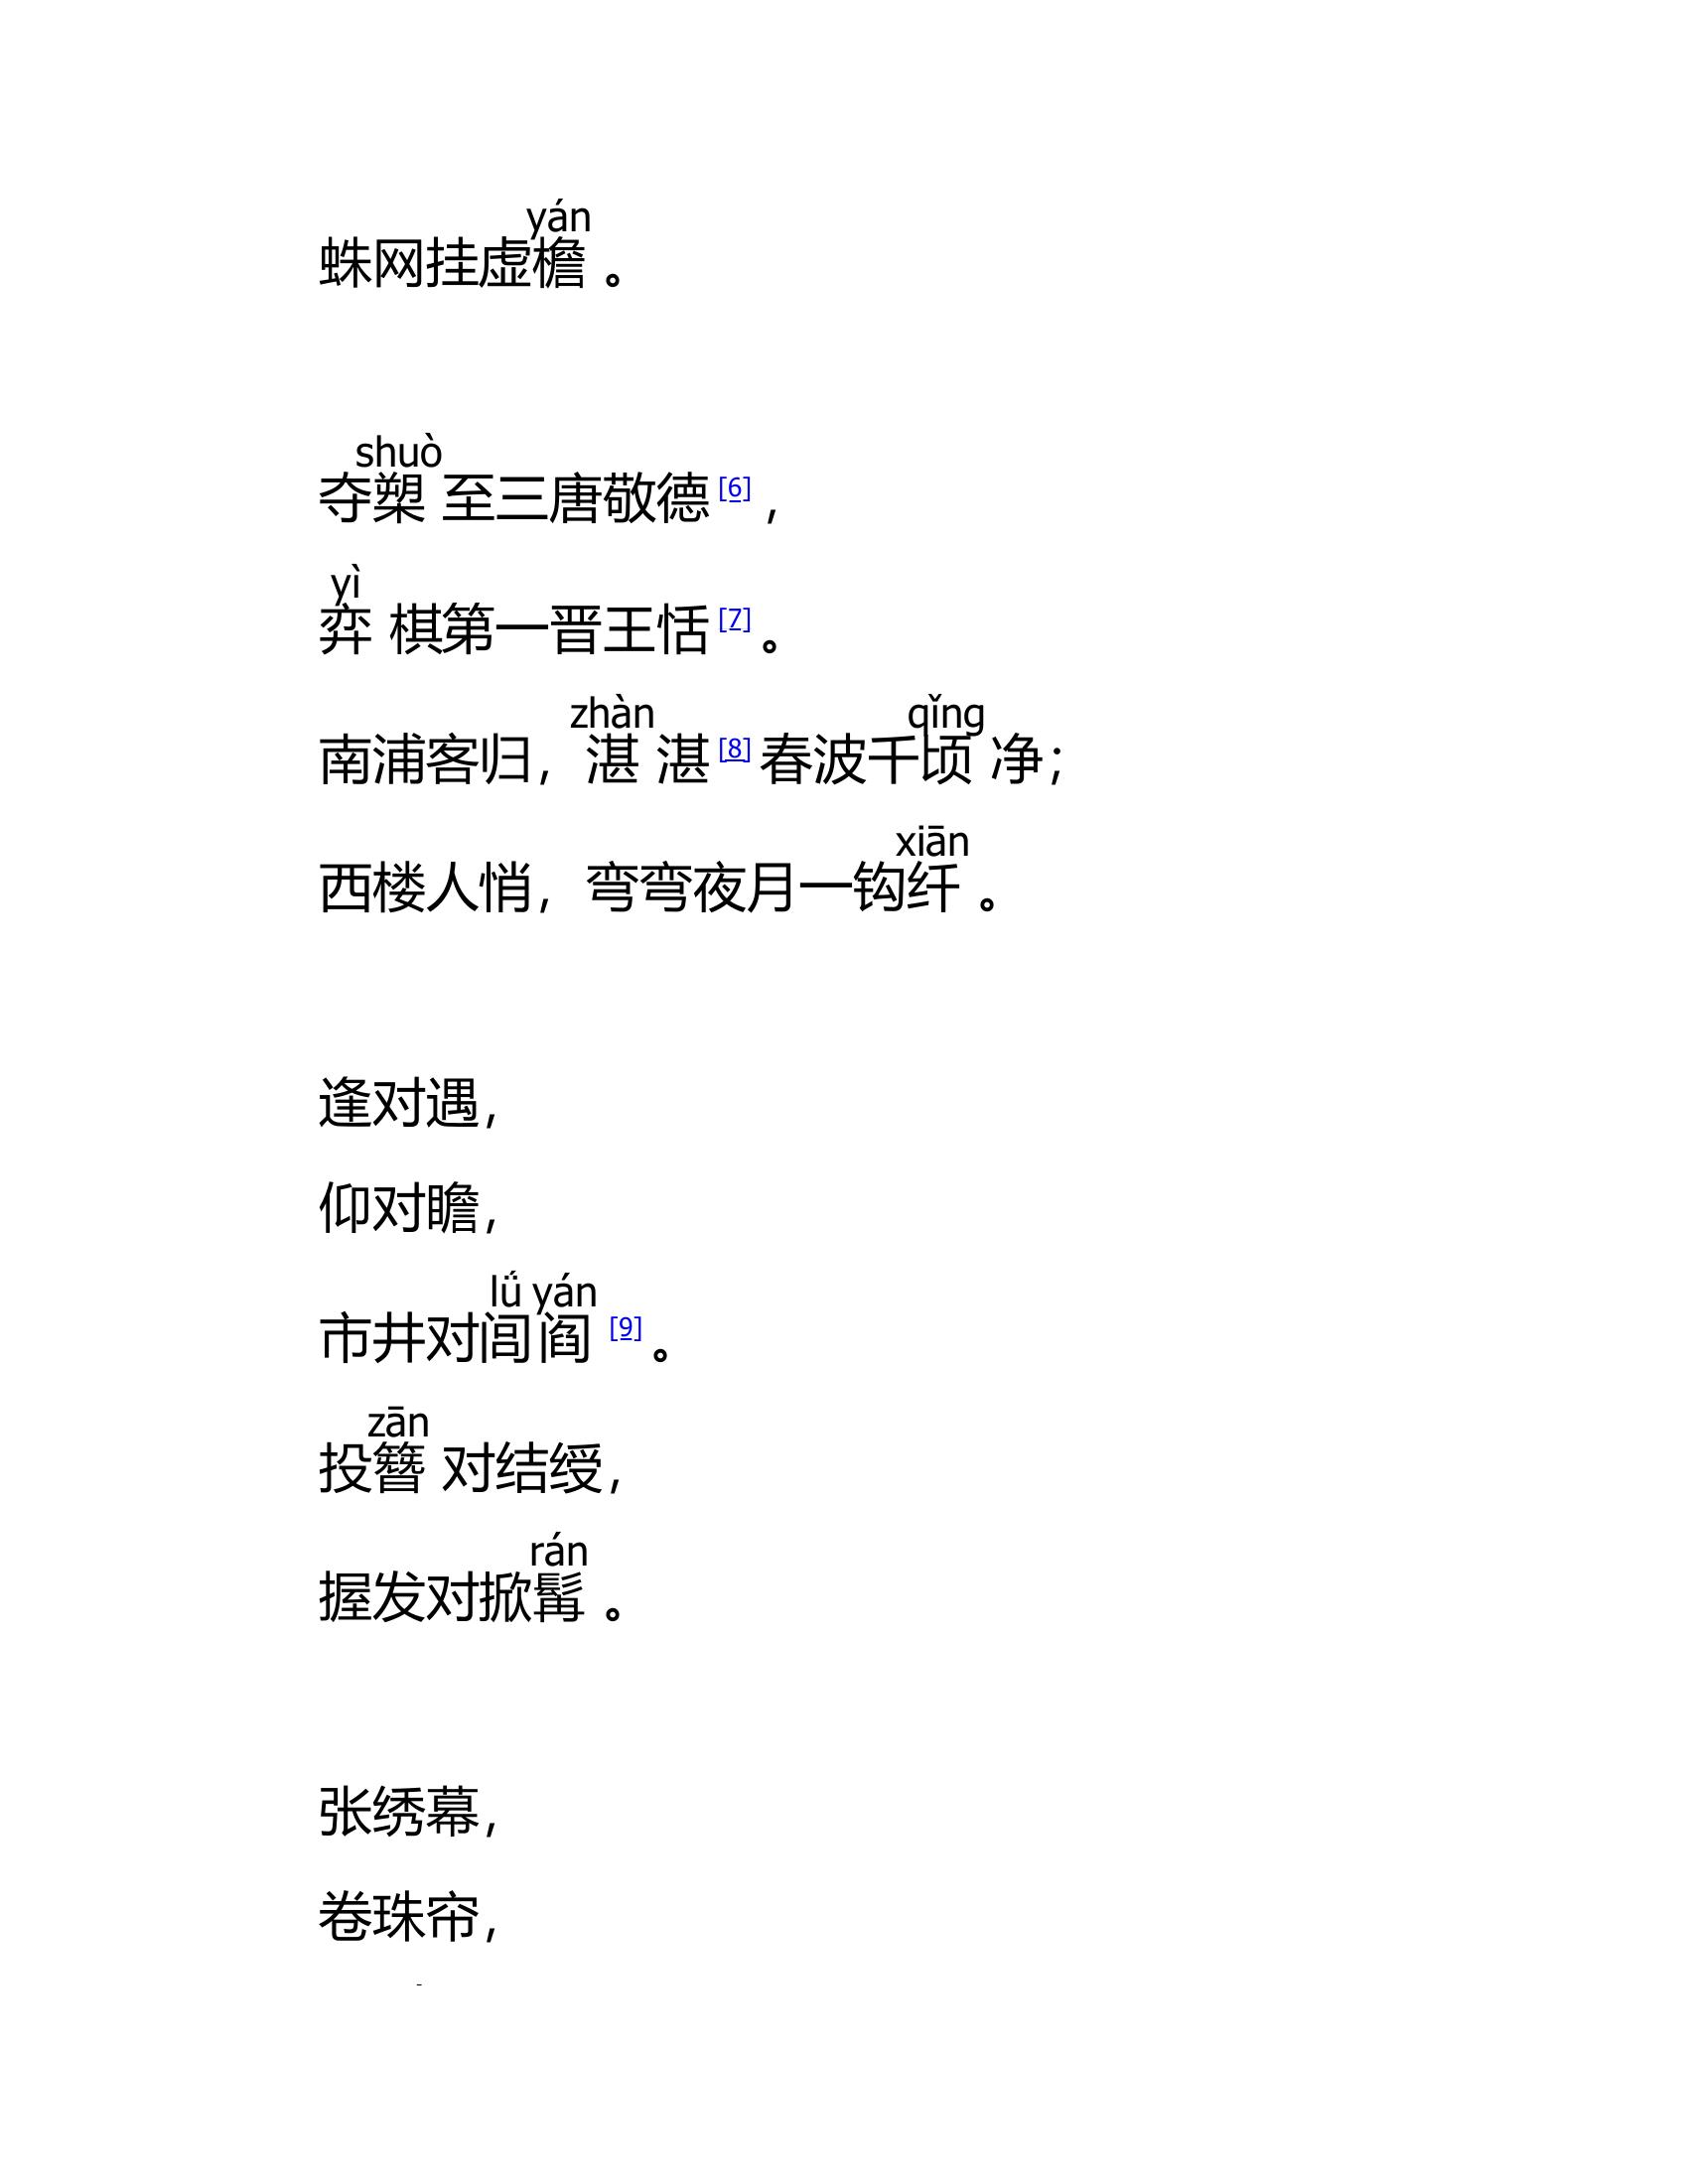 yán
蛛网挂虚檐。
shuò
夺槊至三唐敬德[6]，
yì
弈棋第一晋王恬[7]。
zhàn qǐng
南浦客归，湛湛[8]春波千顷净；
xiān
西楼人悄，弯弯夜月一钩纤。
逢对遇，
仰对瞻，
lǘ yán
市井对闾阎[9]。
zān
投簪对结绶，
rán
握发对掀髯。
张绣幕，
卷珠帘，